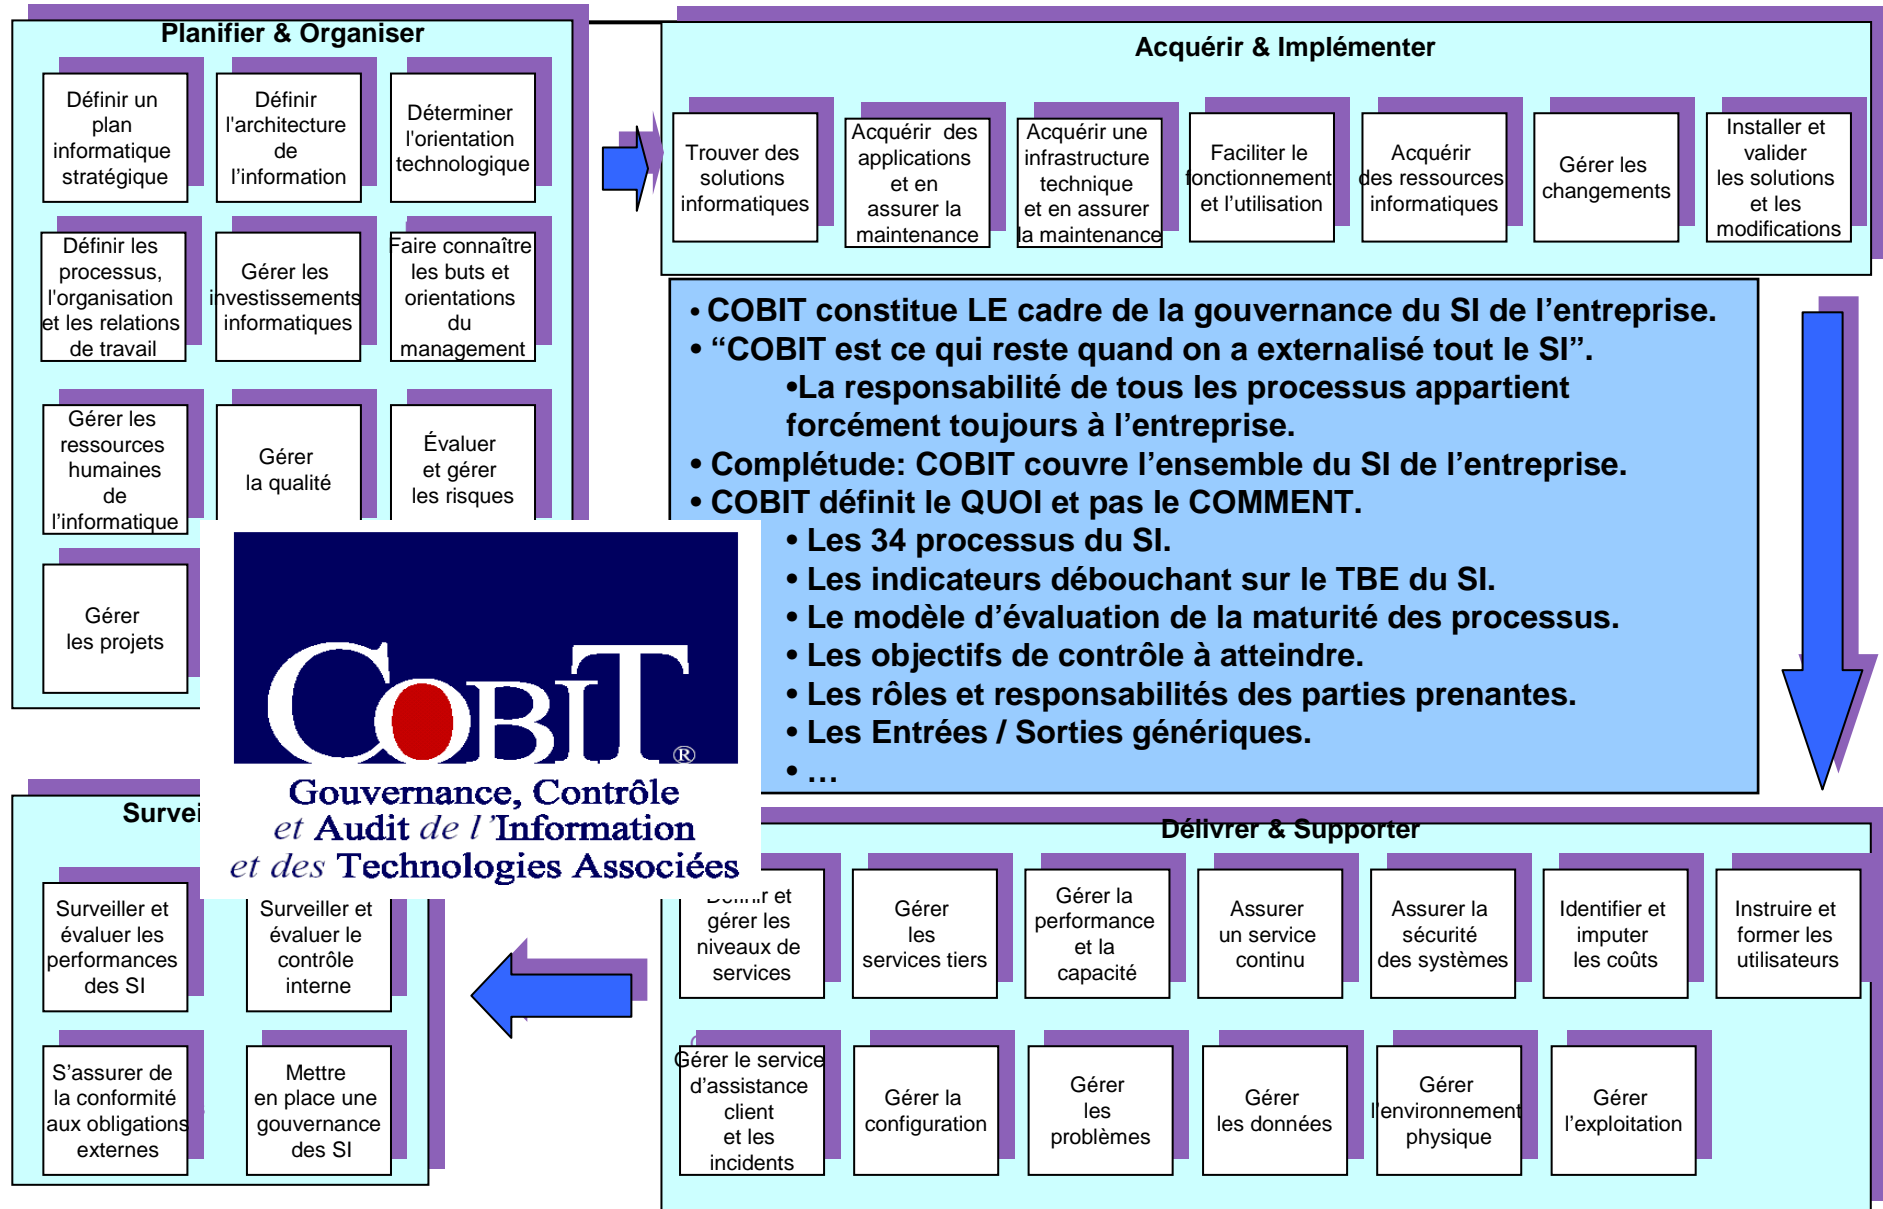 Planifier & Organiser
Définir un
plan
informatique
stratégique
Définir
l'architecture
de
l’information
Déterminer
l'orientation
technologique
Définir les
processus,
l'organisation
et les relations
de travail
Gérer les
investissements
informatiques
Faire connaître
les buts et
orientations
du
management
Gérer les
ressources
humaines
de
l’informatique
Gérer
la qualité
Évaluer
et gérer
les risques
Gérer
les projets
Acquérir & Implémenter
Trouver des
solutions
informatiques
Acquérir des
applications
et en
assurer la
maintenance
Acquérir une
infrastructure
technique
et en assurer
la maintenance
Faciliter le
fonctionnement
et l’utilisation
Acquérir
des ressources
informatiques
Gérer les
changements
Installer et
valider
les solutions
et les
modifications
• COBIT constitue LE cadre de la gouvernance du SI de l’entreprise.
• “COBIT est ce qui reste quand on a externalisé tout le SI”.
•La responsabilité de tous les processus appartient
forcément toujours à l’entreprise.
• Complétude: COBIT couvre l’ensemble du SI de l’entreprise.
• COBIT définit le QUOI et pas le COMMENT.
• Les 34 processus du SI.
• Les indicateurs débouchant sur le TBE du SI.
• Le modèle d’évaluation de la maturité des processus.
• Les objectifs de contrôle à atteindre.
• Les rôles et responsabilités des parties prenantes.
• Les Entrées / Sorties génériques.
• …
COBIT ®
Gouvernance, Contrôle
et Audit de l’Information
et des Technologies Associées
Surveiller et
évaluer les
performances
des SI
Surveiller et
évaluer le
contrôle
interne
S’assurer de
la conformité
aux obligations
externes
Mettre
en place une
gouvernance
des SI
Délivrer & Supporter
Définir et
gérer les
niveaux de
services
Gérer
les
services tiers
Gérer la
performance
et la
capacité
Assurer
un service
continu
Assurer la
sécurité
des systèmes
Identifier et
imputer
les coûts
Instruire et
former les
utilisateurs
Gérer le service
d’assistance
client
et les
incidents
Gérer la
configuration
Gérer
les
problèmes
Gérer
les données
Gérer
l’environnement
physique
Gérer
l’exploitation